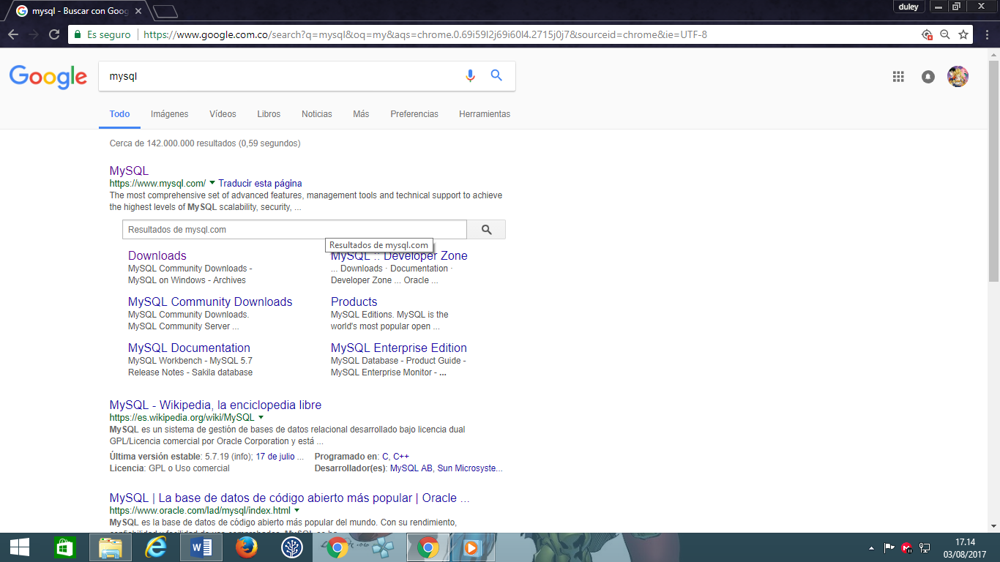 mysql - Buscar con Goog
duley
Es seguro
https://www.google.com.co/search?q=mysql&oq=my&aqs=chrome.0.69i59l2j69i60l4.2715j0j7&sourceid=chrome&ie=UTF-8
Google
mysql
Todo Imágenes Vídeos Libros Noticias Más Preferencias Herramientas
Cerca de 142.000.000 resultados (0,59 segundos)
MySQL
https://www.mysql.com/ Traducir esta página
The most comprehensive set of advanced features, management tools and technical support to achieve
the highest levels of MySQL scalability, security, ...
Resultados de mysql.com
Resultados de mysql.com
Downloads
MySQL Community Downloads -
MySQL on Windows - Archives
MySQL :: Developer Zone
... Downloads · Documentation ·
Developer Zone ... Oracle ...
MySQL Community Downloads
MySQL Community Downloads.
MySQL Community Server ...
Products
MySQL Editions. MySQL is the
world's most popular open ...
MySQL Documentation
MySQL Workbench - MySQL 5.7
Release Notes - Sakila database
MySQL Enterprise Edition
MySQL Database - Product Guide -
MySQL Enterprise Monitor - ...
MySQL - Wikipedia, la enciclopedia libre
https://es.wikipedia.org/wiki/MySQL
MySQL es un sistema de gestión de bases de datos relacional desarrollado bajo licencia dual
GPL/Licencia comercial por Oracle Corporation y está ...
Última versión estable: 5.7.19 (info); 17 de julio ... Programado en: C, C++
Licencia: GPL o Uso comercial Desarrollador(es): MySQL AB, Sun Microsyste...
MySQL | La base de datos de código abierto más popular | Oracle ...
https://www.oracle.com/lad/mysql/index.html
MySQL es la base de datos de código abierto más popular del mundo. Con su rendimiento,
17.14
03/08/2017